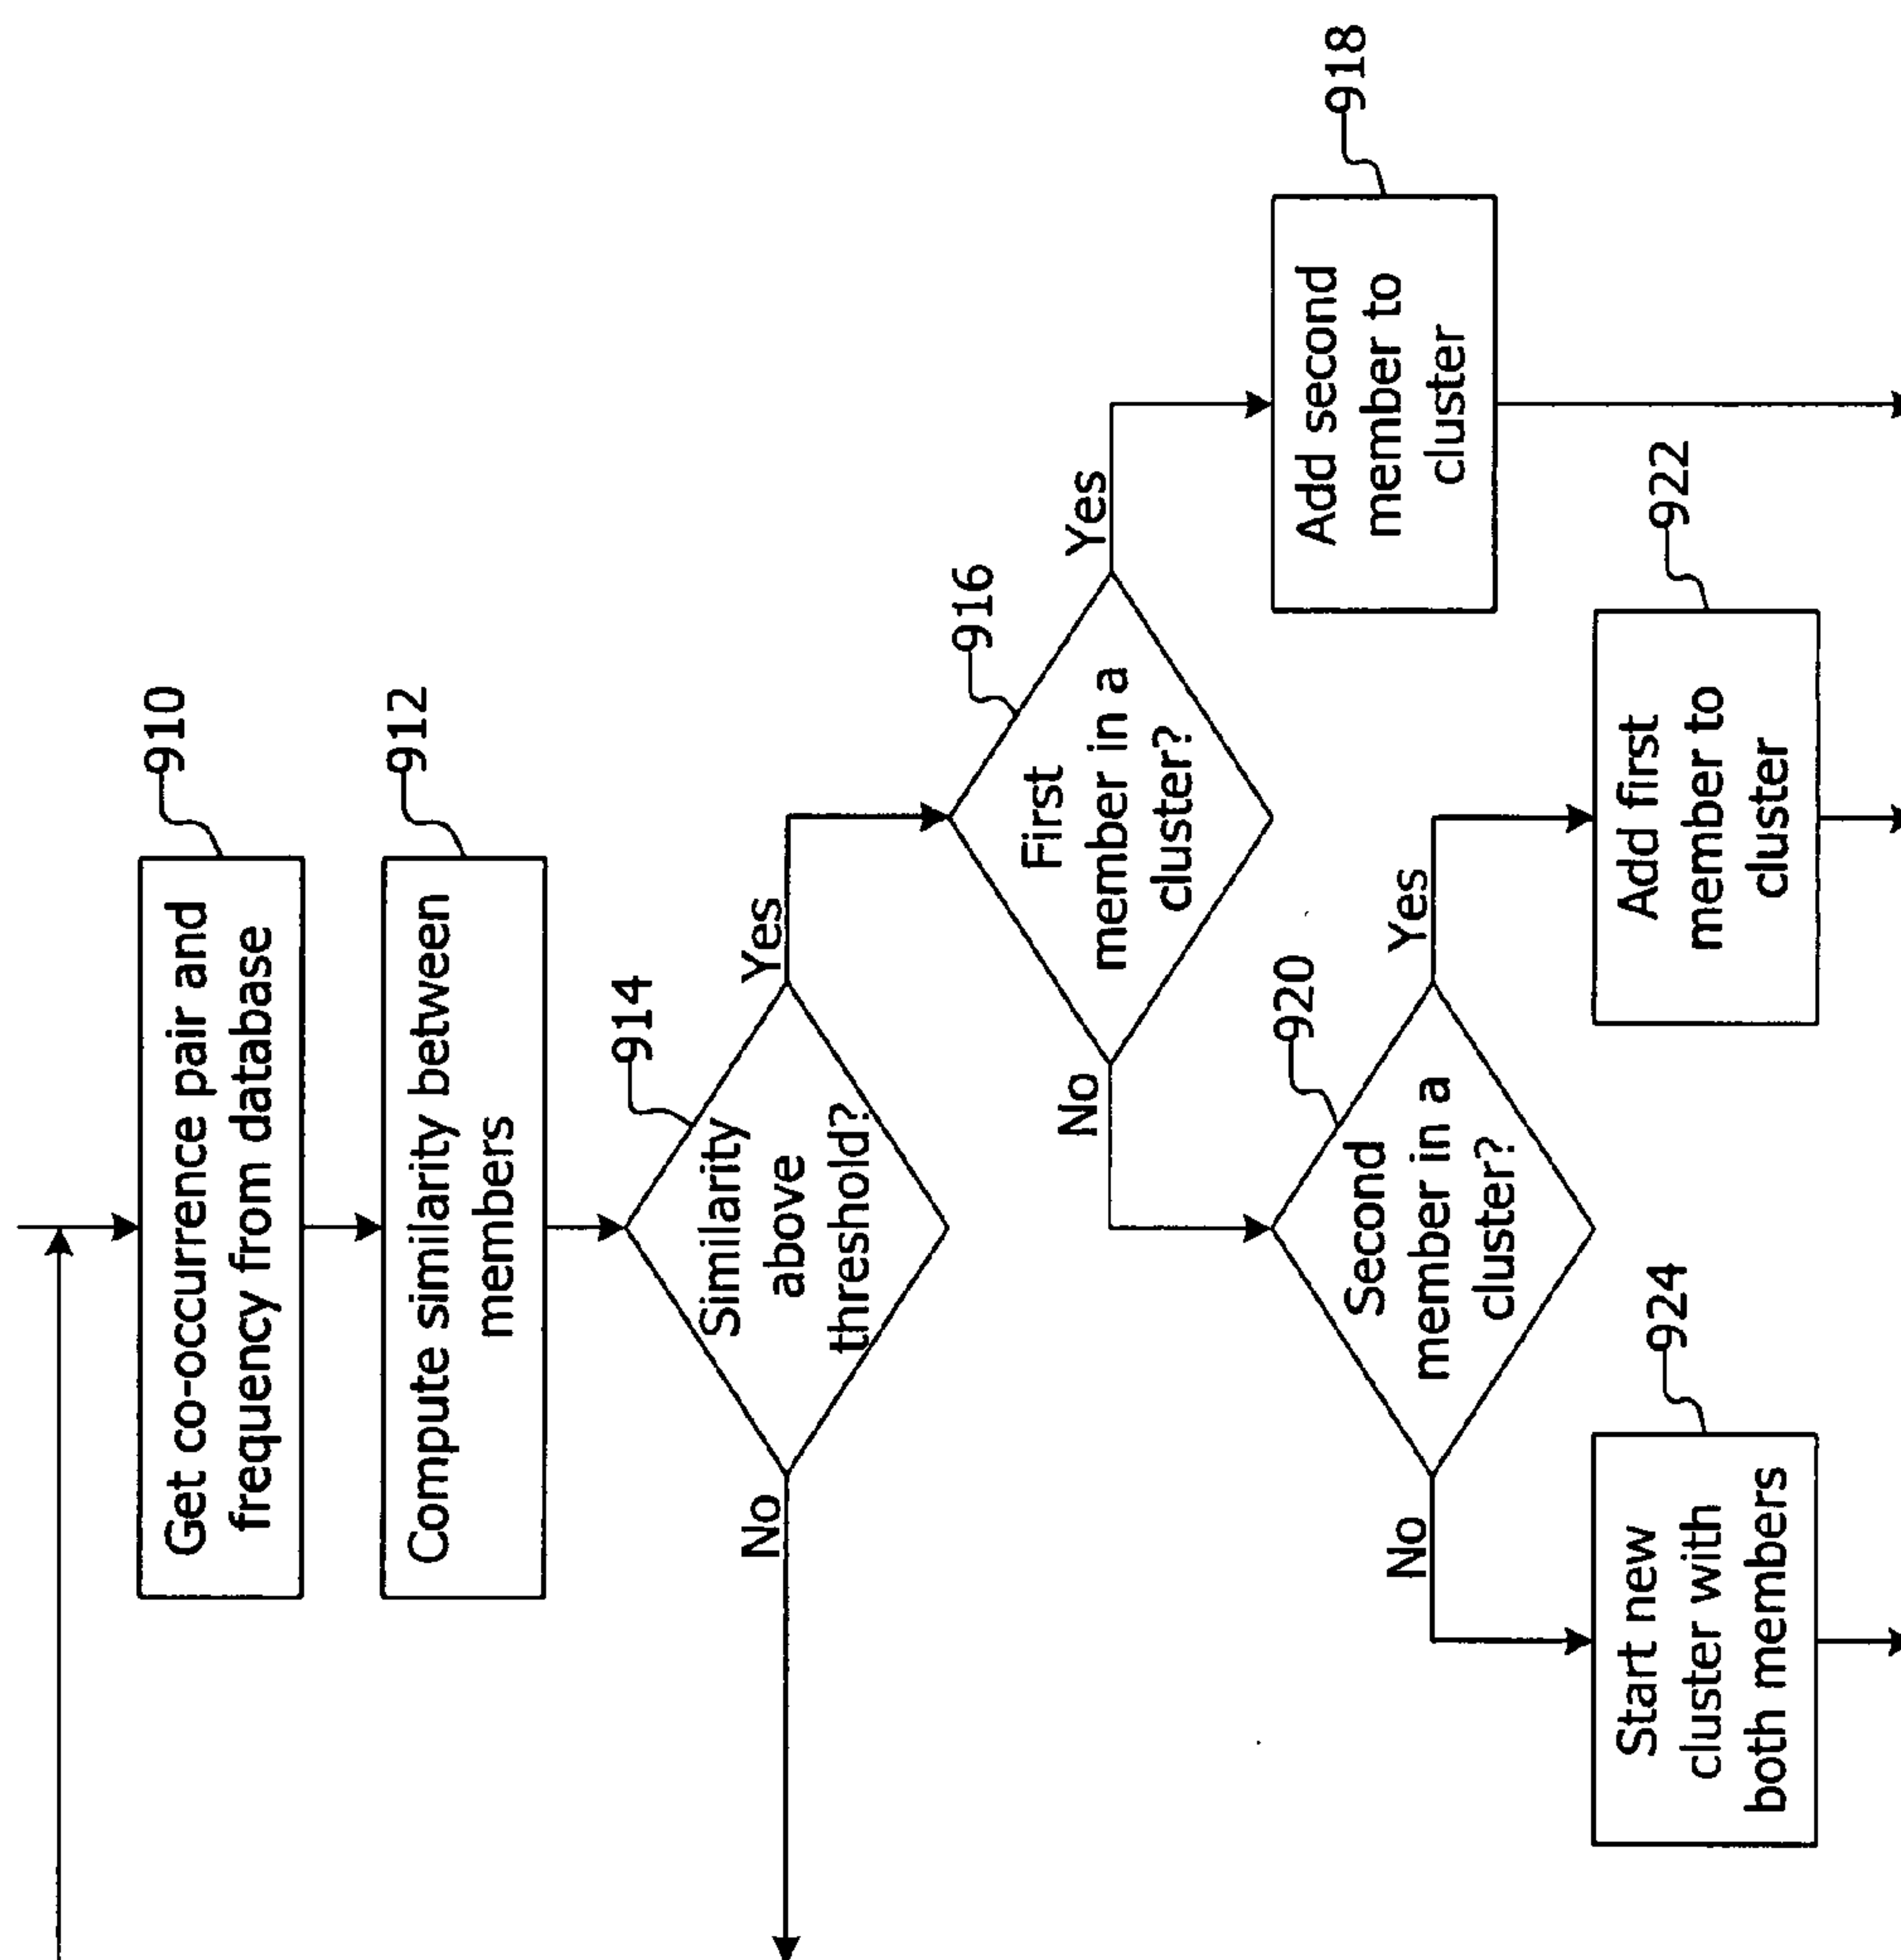 910
Get co-occurrence pair and
frequency from database
912
Compute similarity between
members
914
Similarity
above
threshold?
Yes
No
916
First
member in a
cluster?
Yes
No
918
Add second
member to
cluster
920
Second
member in a
cluster?
Yes
No
922
Add first
member to
cluster
924
Start new
cluster with
both members